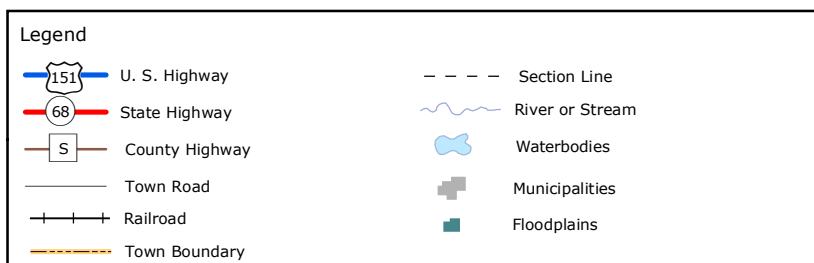 Legend
151 U. S. Highway
68 State Highway
S County Highway
Town Road
Railroad
Town Boundary
Section Line
River or Stream
Waterbodies
Municipalities
Floodplains